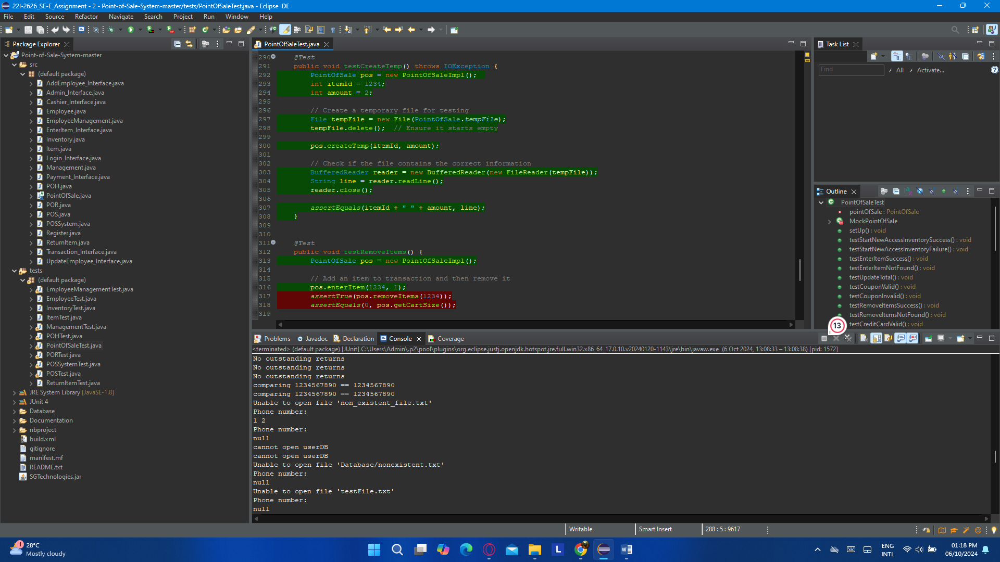 22I-2626_SE-E_Assignment - 2 - Point-of-Sale-System-master/tests/PointOfSaleTest.java - Eclipse IDE
File Edit Source Refactor Navigate Search Project Run Window Help
Package Explorer
Point-of-Sale-System-master
src
(default package)
AddEmployee_Interface.java
Admin_Interface.java
Cashier_Interface.java
Employee.java
EmployeeManagement.java
EnterItem_Interface.java
Inventory.java
Item.java
Login_Interface.java
Management.java
Payment_Interface.java
POH.java
PointOfSale.java
POR.java
POS.java
POSSystem.java
Register.java
ReturnItem.java
Transaction_Interface.java
UpdateEmployee_Interface.java
tests
(default package)
EmployeeManagementTest.java
EmployeeTest.java
InventoryTest.java
ItemTest.java
ManagementTest.java
POHTest.java
PointOfSaleTest.java
PORTest.java
POSSystemTest.java
POSTest.java
ReturnItemTest.java
JRE System Library [JavaSE-1.8]
JUnit 4
Database
Documentation
nbproject
build.xml
gitignore
manifest.mf
README.txt
SGTechnologies.jar
PointOfSaleTest.java
290 @Test
291 public void testCreateTemp() throws IOException {
292 PointOfSale pos = new PointOfSaleImpl();
293 int itemId = 1234;
294 int amount = 2;
295
296 // Create a temporary file for testing
297 File tempFile = new File(PointOfSale.tempFile);
298 tempFile.delete(); // Ensure it starts empty
299
300 pos.createTemp(itemId, amount);
301
302 // Check if the file contains the correct information
303 BufferedReader reader = new BufferedReader(new FileReader(tempFile));
304 String line = reader.readLine();
305 reader.close();
306
307 assertEquals(itemId + " " + amount, line);
308 }
309
310
311 @Test
312 public void testRemoveItems() {
313 PointOfSale pos = new PointOfSaleImpl();
314
315 // Add an item to transaction and then remove it
316 pos.enterItem(1234, 1);
317 assertTrue(pos.removeItems(1234));
318 assertEquals(0, pos.getCartSize());
319
Task List
Find All Activate...
Outline
PointOfSaleTest
pointOfSale : PointOfSale
MockPointOfSale
setUp() : void
testStartNewAccessInventorySuccess() : void
testStartNewAccessInventoryFailure() : void
testEnterItemSuccess() : void
testEnterItemNotFound() : void
testUpdateTotal() : void
testCouponValid() : void
testCouponInvalid() : void
testRemoveItemsSuccess() : void
testRemoveItemsNotFound() : void
testCreditCardValid() : void
13
Problems Javadoc Declaration Console Coverage
<terminated> (default package) [JUnit] C:\Users\Admin\.p2\pool\plugins\org.eclipse.justj.openjdk.hotspot.jre.full.win32.x86_64_17.0.10.v20240120-1143\jre\bin\javaw.exe (6 Oct 2024, 13:08:33 – 13:08:38) [pid: 1572]
No outstanding returns
No outstanding returns
No outstanding returns
comparing 1234567890 == 1234567890
comparing 1234567890 == 1234567890
Unable to open file 'non_existent_file.txt'
Phone number:
1 2
Phone number:
null
cannot open userDB
cannot open userDB
Unable to open file 'Database/nonexistent.txt'
Phone number:
null
Unable to open file 'testFile.txt'
Phone number:
null
Writable Smart Insert 288 : 5 : 9617
1
28°C
Mostly cloudy
ENG
INTL
01:18 PM
06/10/2024